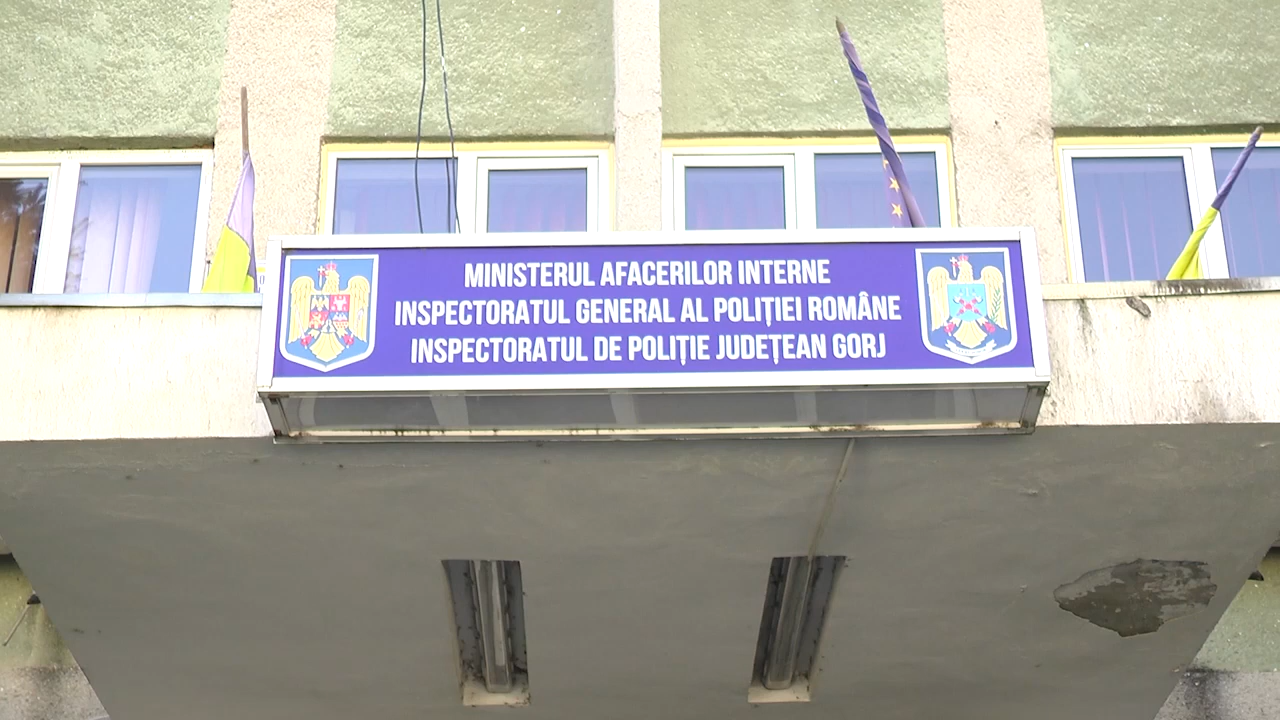 MINISTERUL AFACERILOR INTERNE
INSPECTORATUL GENERAL AL POLIȚIEI ROMÂNE
INSPECTORATUL DE POLIȚIE JUDEȚEAN GORJ